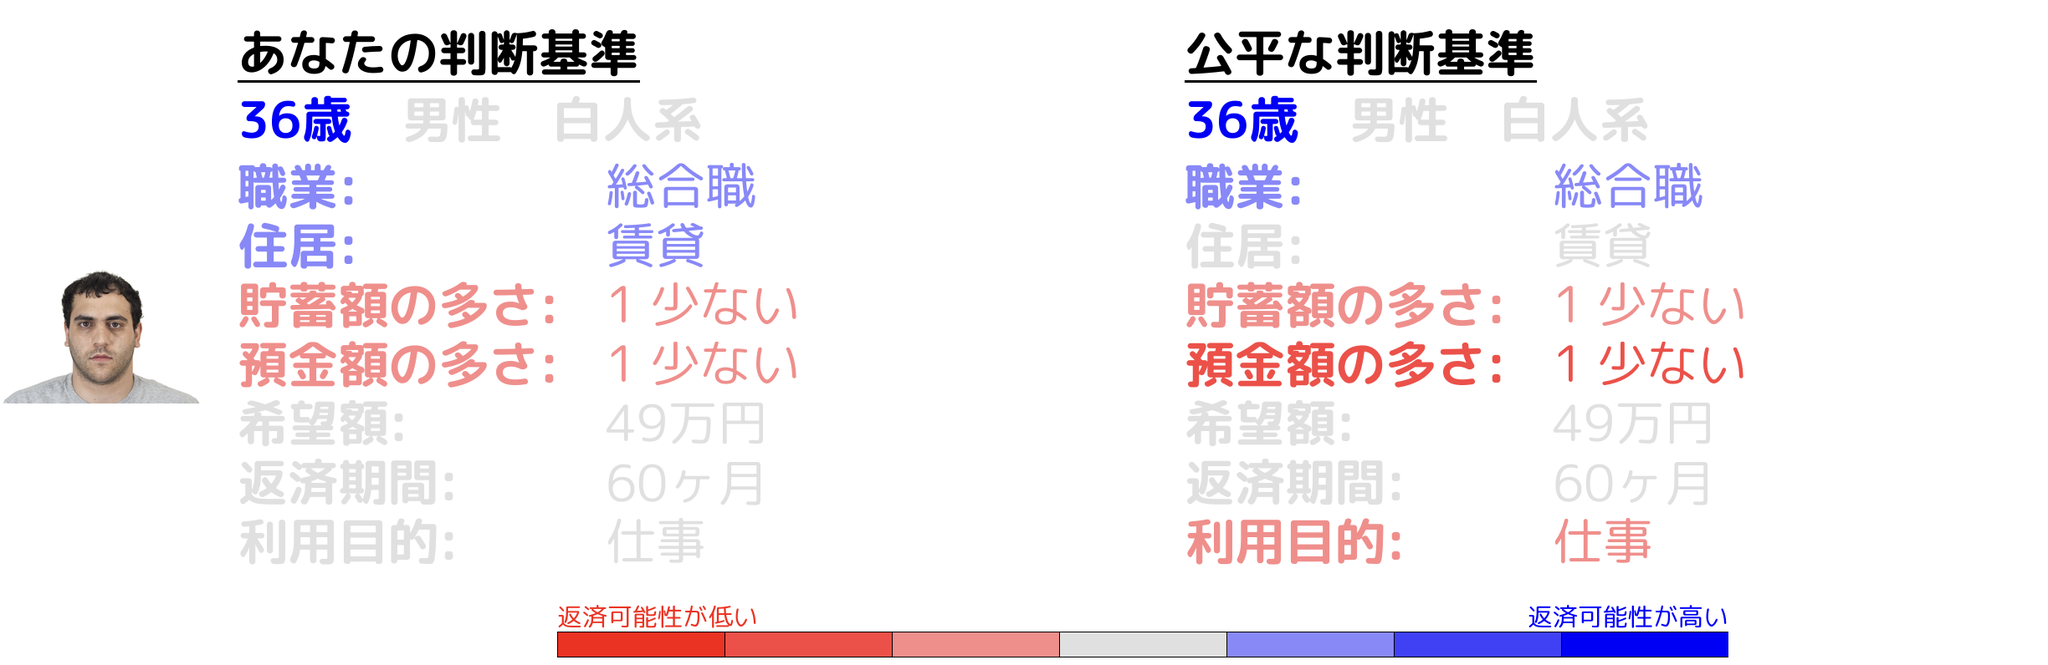 あなたの判断基準
36歳 男性 白人系
職業: 総合職
住居: 賃貸
貯蓄額の多さ: 1 少ない
預金額の多さ: 1 少ない
希望額: 49万円
返済期間: 60ヶ月
利用目的: 仕事
公平な判断基準
36歳 男性 白人系
職業: 総合職
住居: 賃貸
貯蓄額の多さ: 1 少ない
預金額の多さ: 1 少ない
希望額: 49万円
返済期間: 60ヶ月
利用目的: 仕事
返済可能性が低い
返済可能性が高い